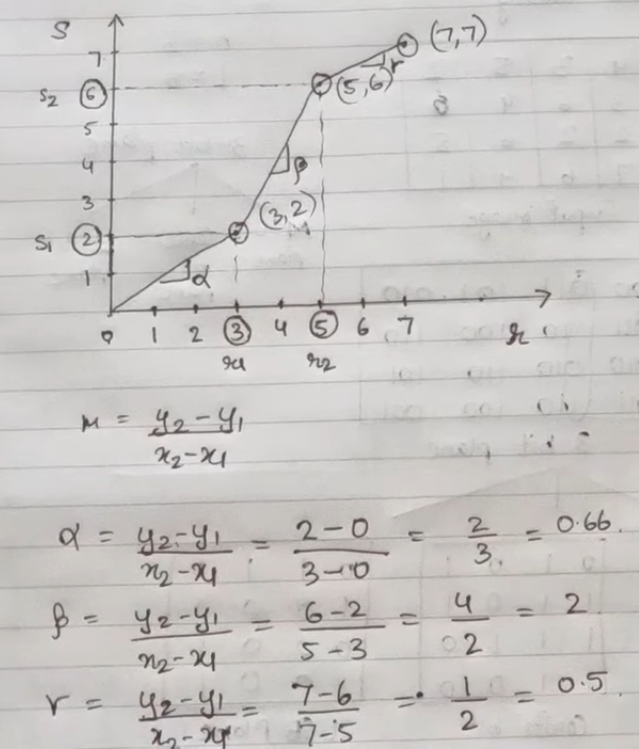 S
7 (7,7)
S2 6 (5,6) r
5
4 β
3 (3,2)
S1 2
1 α
0 1 2 3 4 5 6 7 r
r1 r2
m = y2-y1 / x2-x1
α = y2-y1 / x2-x1 = 2-0 / 3-0 = 2/3 = 0.66.
β = y2-y1 / x2-x1 = 6-2 / 5-3 = 4/2 = 2
r = y2-y1 / x2-x1 = 7-6 / 7-5 = 1/2 = 0.5.